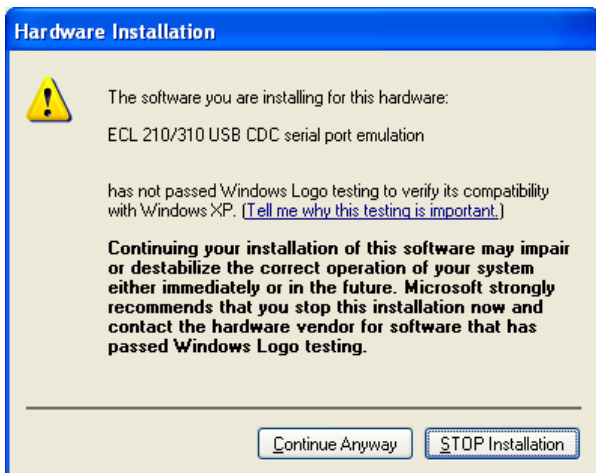 Hardware Installation
The software you are installing for this hardware:
ECL 210/310 USB CDC serial port emulation
has not passed Windows Logo testing to verify its compatibility
with Windows XP. (Tell me why this testing is important.)
Continuing your installation of this software may impair
or destabilize the correct operation of your system
either immediately or in the future. Microsoft strongly
recommends that you stop this installation now and
contact the hardware vendor for software that has
passed Windows Logo testing.
Continue Anyway
STOP Installation